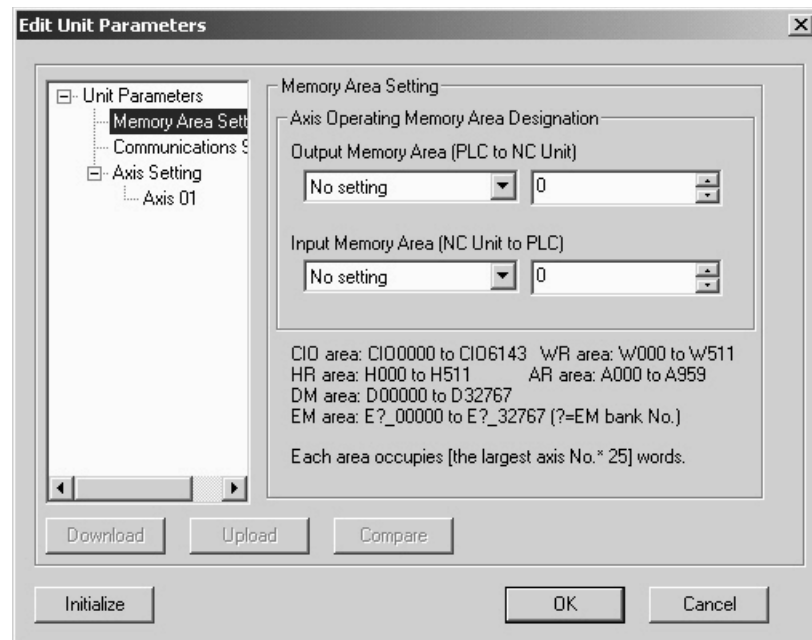 Edit Unit Parameters
Unit Parameters
Memory Area Sett
Communications S
Axis Setting
Axis 01
Memory Area Setting
Axis Operating Memory Area Designation
Output Memory Area (PLC to NC Unit)
No setting 0
Input Memory Area (NC Unit to PLC)
No setting 0
CIO area: CIO0000 to CIO6143 WR area: W000 to W511
HR area: H000 to H511 AR area: A000 to A959
DM area: D00000 to D32767
EM area: E?_00000 to E?_32767 (?=EM bank No.)
Each area occupies [the largest axis No.* 25] words.
Download Upload Compare
Initialize OK Cancel